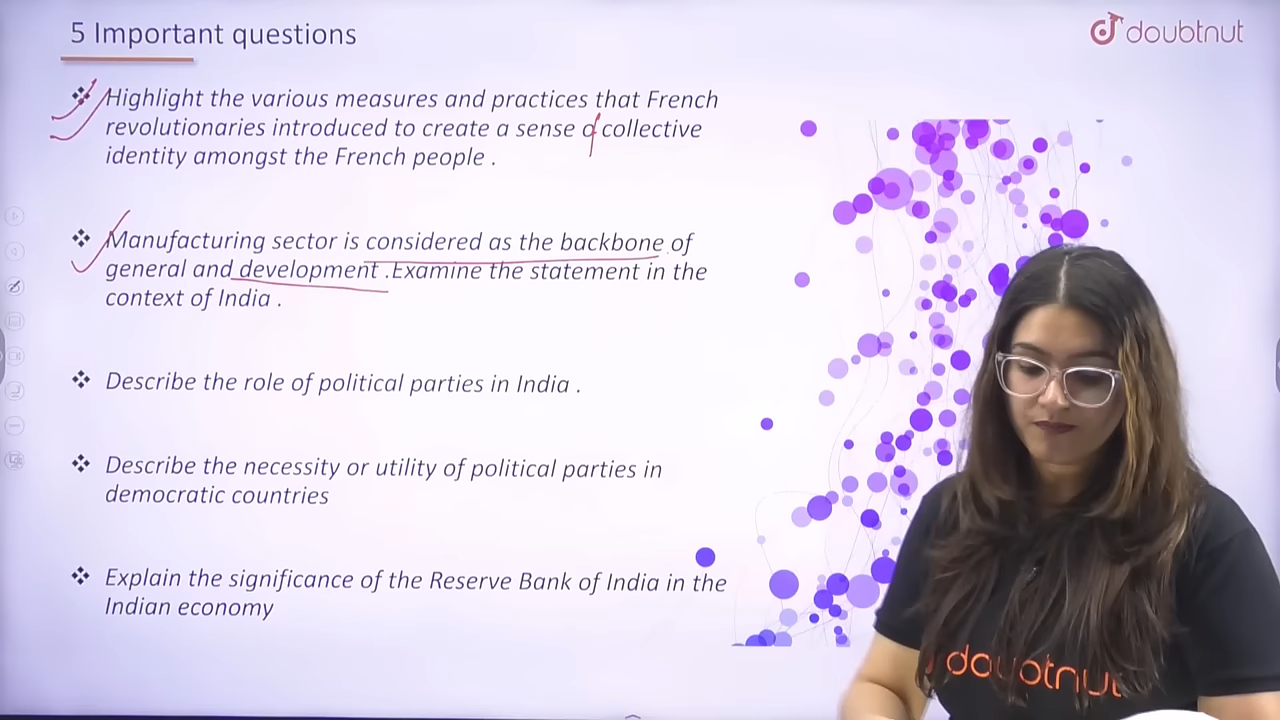 5 Important questions
doubtnut
Highlight the various measures and practices that French
revolutionaries introduced to create a sense of collective
identity amongst the French people .
Manufacturing sector is considered as the backbone of
general and development .Examine the statement in the
context of India .
Describe the role of political parties in India .
Describe the necessity or utility of political parties in
democratic countries
Explain the significance of the Reserve Bank of India in the
Indian economy
doubtnut